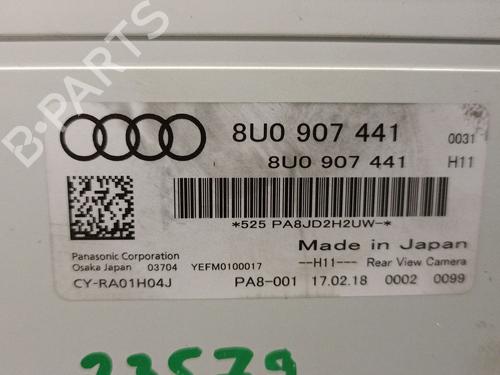 B-PARTS
8U0 907 441 0031
8U0 907 441 H11
*525 PA8JD2H2UW-*
Made in Japan
Panasonic Corporation
Osaka Japan 03704 YEFM0100017
--H11--- Rear View Camera
CY-RA01H04J PA8-001 17.02.18 0002 0099